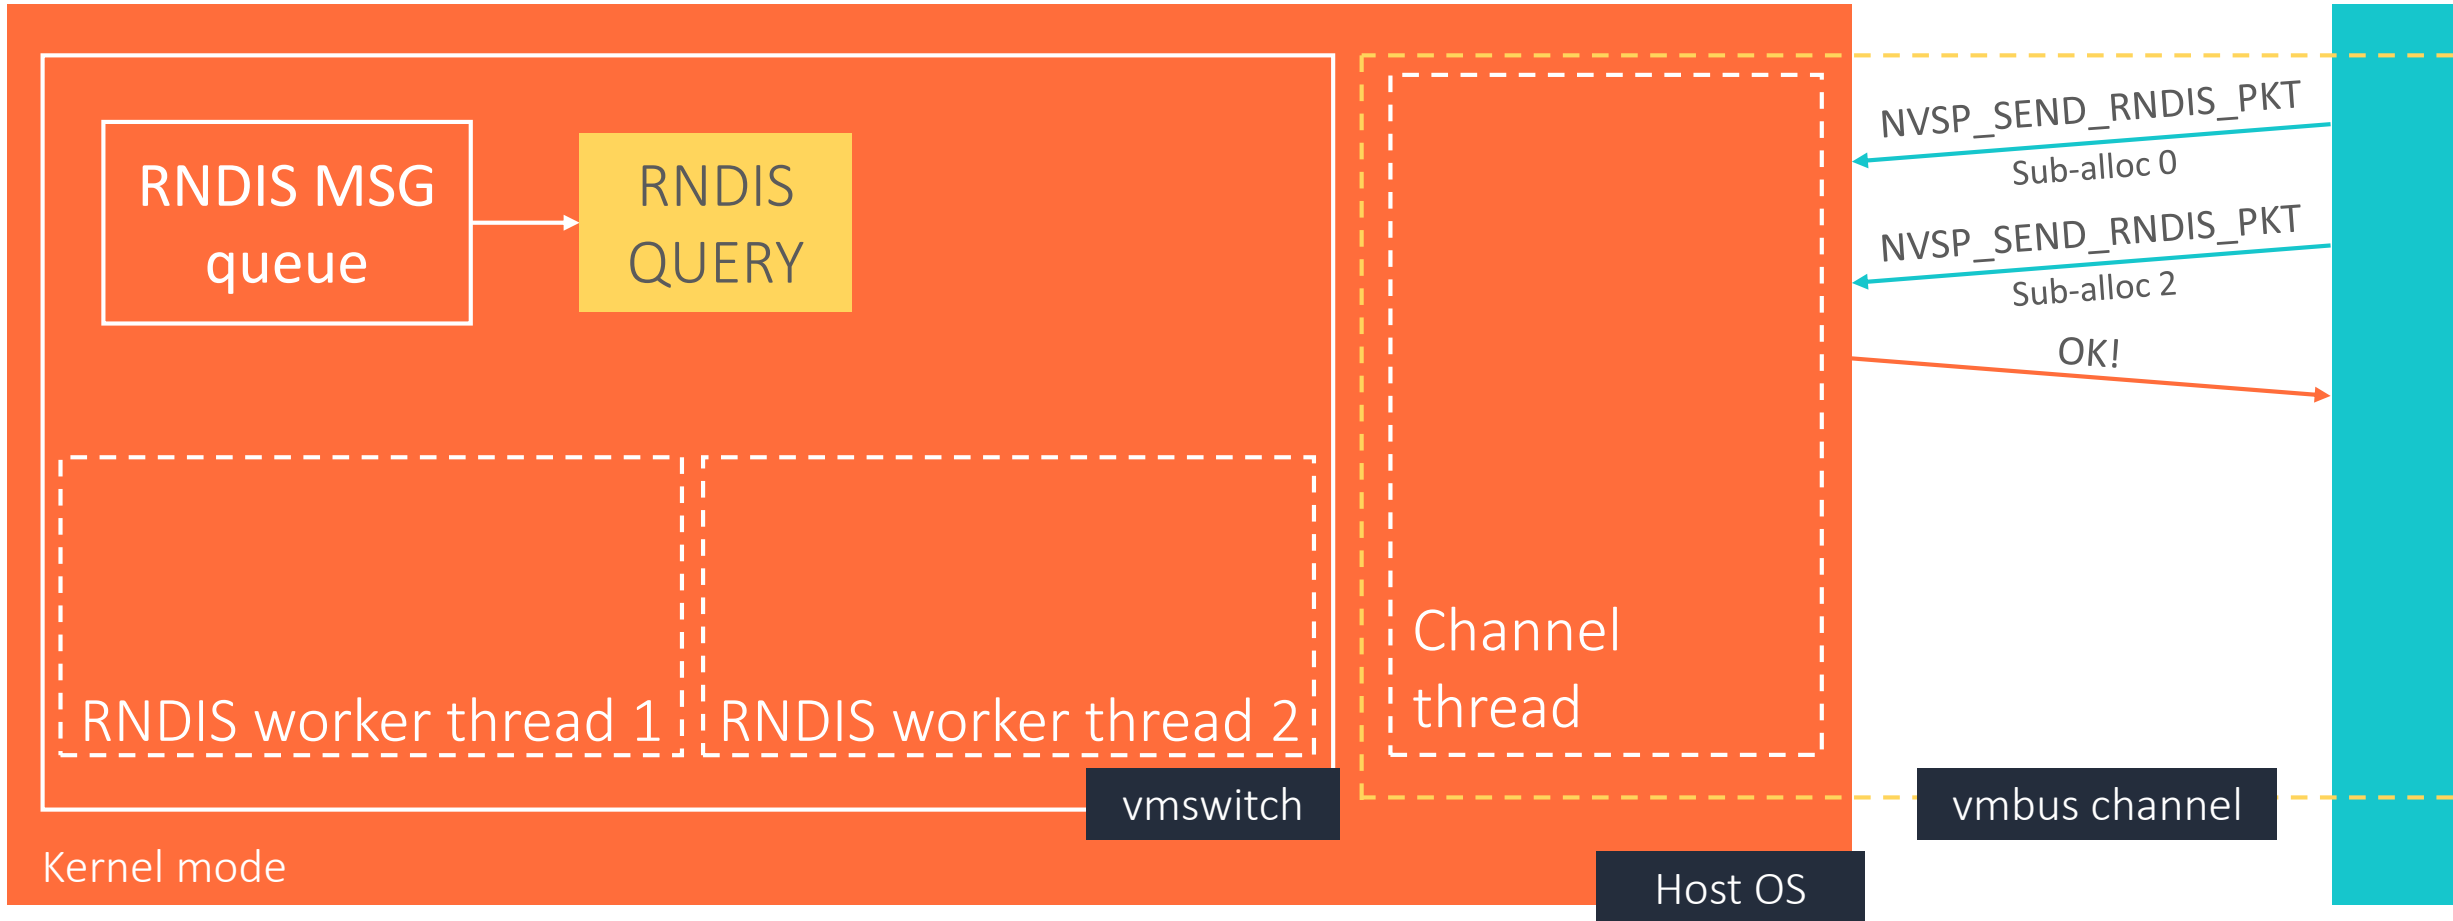 RNDIS MSG
queue
RNDIS
QUERY
NVSP_SEND_RNDIS_PKT
Sub-alloc 0
NVSP_SEND_RNDIS_PKT
Sub-alloc 2
OK!
RNDIS worker thread 1
RNDIS worker thread 2
Channel
thread
vmswitch
vmbus channel
Kernel mode
Host OS